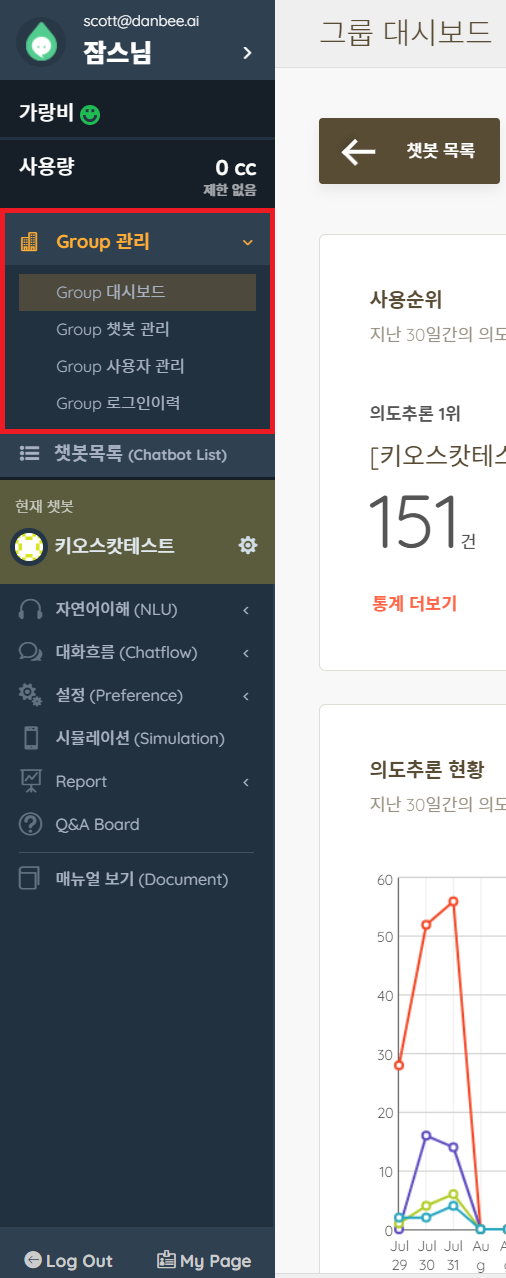 scott@danbee.ai
잠스님
가랑비
사용량
0 cc
제한 없음
Group 관리
Group 대시보드
Group 챗봇 관리
Group 사용자 관리
Group 로그인이력
챗봇목록 (Chatbot List)
현재 챗봇
키오스캇테스트
자연어이해 (NLU)
대화흐름 (Chatflow)
설정 (Preference)
시뮬레이션 (Simulation)
Report
Q&A Board
매뉴얼 보기 (Document)
Log Out
My Page
그룹 대시보드
챗봇 목록
사용순위
지난 30일간의 의도
의도추론 1위
[키오스캇테스
151건
통계 더보기
의도추론 현황
지난 30일간의 의도
60
50
40
30
20
10
0
Jul 29
Jul 30
Jul 31
Aug